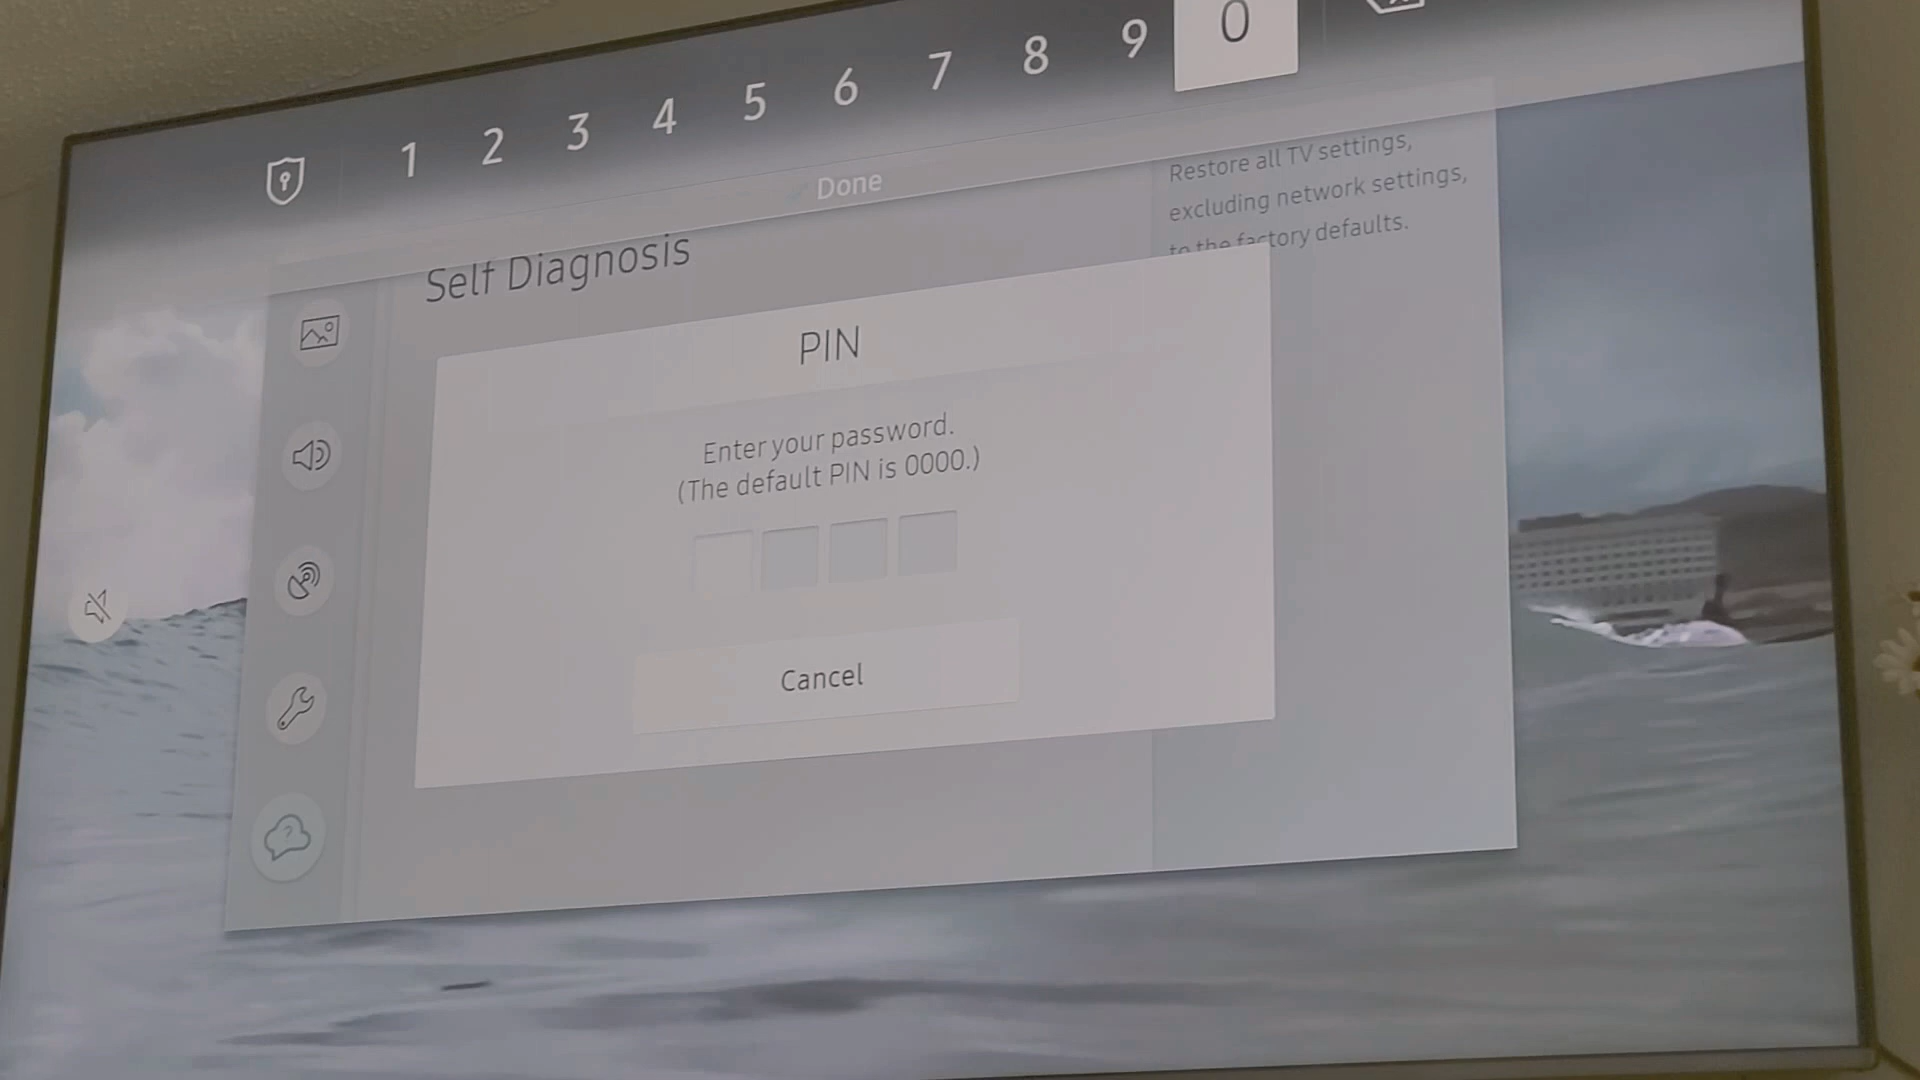 1 2 3 4 5 6 7 8 9 0
Done
Restore all TV settings,
excluding network settings,
to the factory defaults.
Self Diagnosis
PIN
Enter your password.
(The default PIN is 0000.)
Cancel